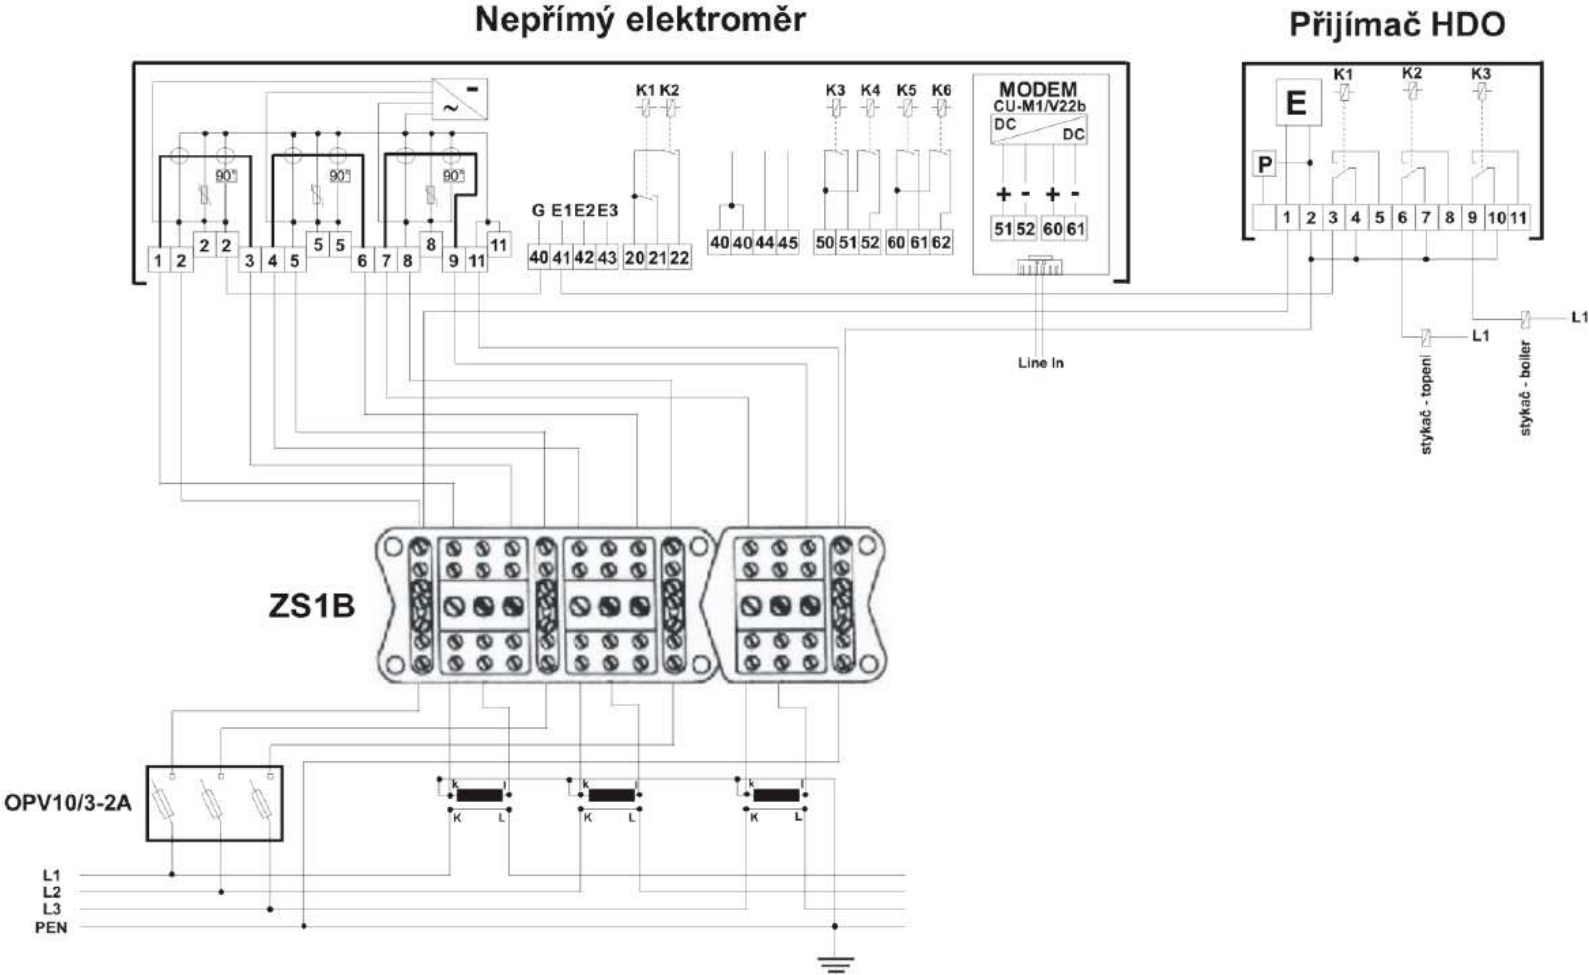 Nepřímý elektroměr
Přijímač HDO
K1 K2
K3 K4 K5 K6
MODEM
CU-M1/V22b
DC
DC
+ - + -
51 52 60 61
- ~
90° 90° 90°
G E1 E2 E3
1 2 2 2 3 4 5 5 5 6 7 8 8 9 11 11
40 41 42 43
20 21 22
40 40 44 45
50 51 52
60 61 62
Line In
K1 K2 K3
E
P
1 2 3 4 5 6 7 8 9 10 11
L1
L1
stykač - topení
stykač - boiler
ZS1B
OPV10/3-2A
k l k l k l
K L K L K L
L1
L2
L3
PEN